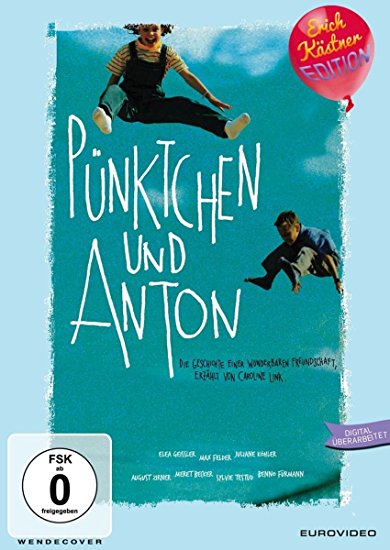 Erich
Kästner
EDITION
PÜNKTCHEN
UND
ANTON
DIE GESCHICHTE EINER WUNDERBAREN FREUNDSCHAFT,
ERZÄHLT VON CAROLINE LINK
DIGITAL
ÜBERARBEITET
ELEA GEISSLER MAX FELDER JULIANE KÖHLER
AUGUST ZIRNER MERET BECKER SYLVIE TESTUD BENNO FÜRMANN
FSK
ab
0
freigegeben
WENDECOVER
EUROVIDEO